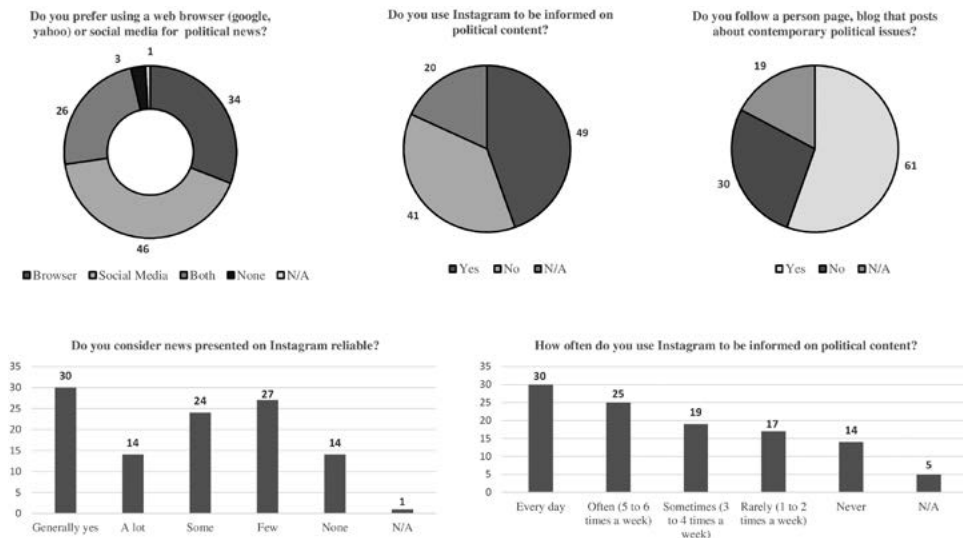 Do you prefer using a web browser (google,
yahoo) or social media for political news?
1
3
34
26
46
Browser Social Media Both None N/A
Do you use Instagram to be informed on
political content?
20
49
41
Yes No N/A
Do you follow a person page, blog that posts
about contemporary political issues?
19
61
30
Yes No N/A
Do you consider news presented on Instagram reliable?
35
30
25
20
15
10
5
0
30
14
24
27
14
1
Generally yes A lot Some Few None N/A
How often do you use Instagram to be informed on political content?
35
30
25
20
15
10
5
0
30
25
19
17
14
5
Every day
Often (5 to 6
times a week)
Sometimes (3
to 4 times a
week)
Rarely (1 to 2
times a week)
Never
N/A